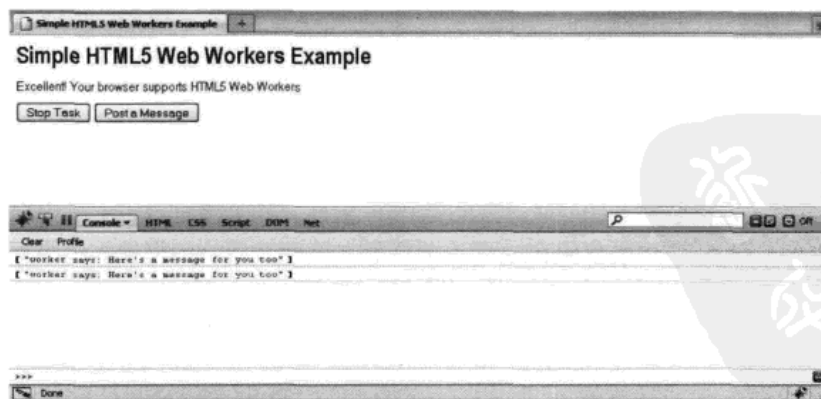 Simple HTML5 Web Workers Example
Simple HTML5 Web Workers Example
Excellent! Your browser supports HTML5 Web Workers
Stop Task Post a Message
Console HTML CSS Script DOM Net
Off
Clear Profile
[ "worker says: Here's a message for you too" ]
[ "worker says: Here's a message for you too" ]
>>>
Done